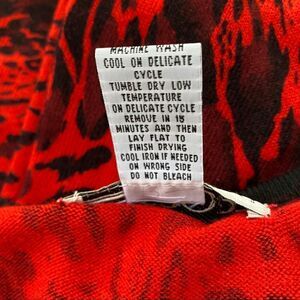 MACHINE WASH
COOL ON DELICATE
CYCLE
TUMBLE DRY LOW
TEMPERATURE
ON DELICATE CYCLE
REMOVE IN 15
MINUTES AND THEN
LAY FLAT TO
FINISH DRYING
COOL IRON IF NEEDED
ON WRONG SIDE
DO NOT BLEACH